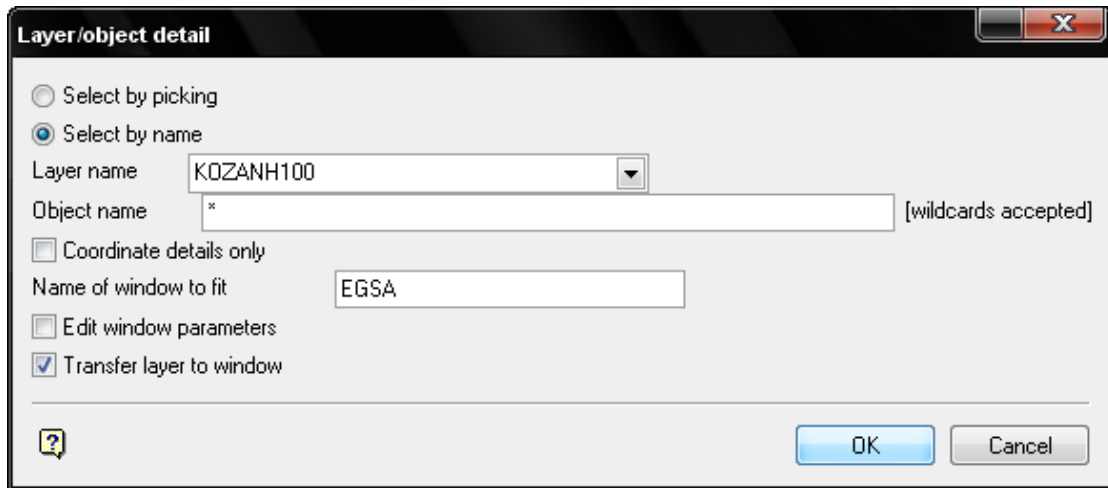 Layer/object detail
Select by picking
Select by name
Layer name KOZANH100
Object name * [wildcards accepted]
Coordinate details only
Name of window to fit EGSA
Edit window parameters
Transfer layer to window
? OK Cancel